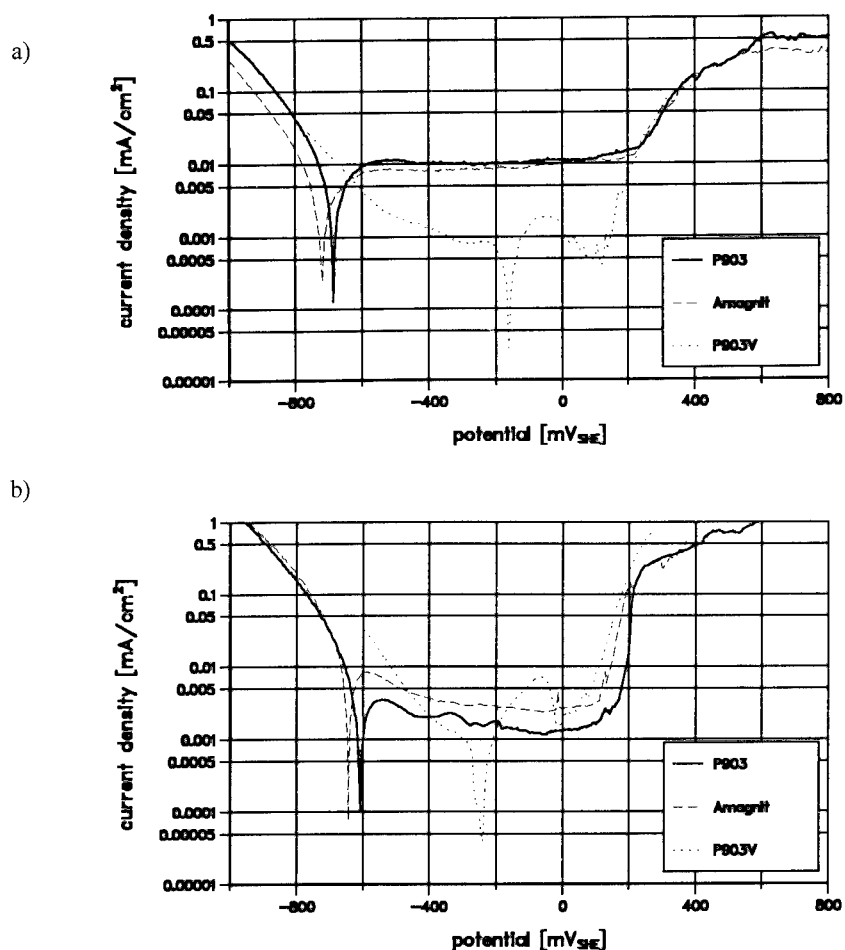 a)
1
0.5
0.1
0.05
0.01
0.005
0.001
0.0005
0.0001
0.00005
0.00001
current density [mA/cm²]
−800 −400 0 400 800
potential [mV_SHE]
P903
Amagnit
P903V
b)
1
0.5
0.1
0.05
0.01
0.005
0.001
0.0005
0.0001
0.00005
0.00001
current density [mA/cm²]
−800 −400 0 400 800
potential [mV_SHE]
P903
Amagnit
P903V